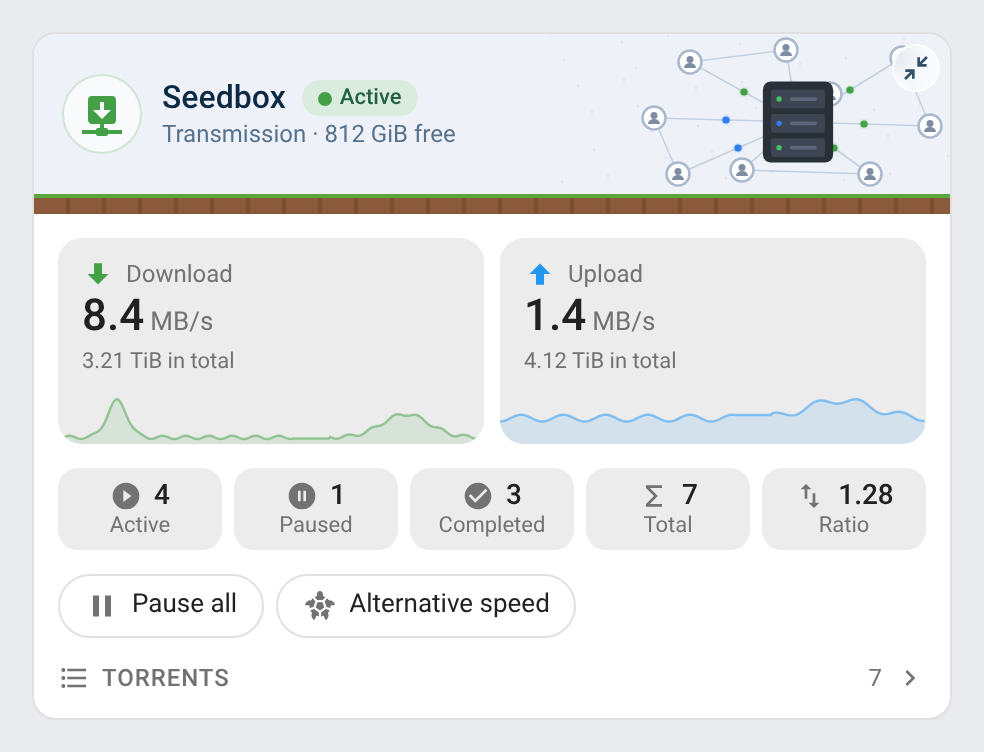 Seedbox
Active
Transmission · 812 GiB free
Download
8.4 MB/s
3.21 TiB in total
Upload
1.4 MB/s
4.12 TiB in total
4
Active
1
Paused
3
Completed
7
Total
1.28
Ratio
Pause all
Alternative speed
TORRENTS
7